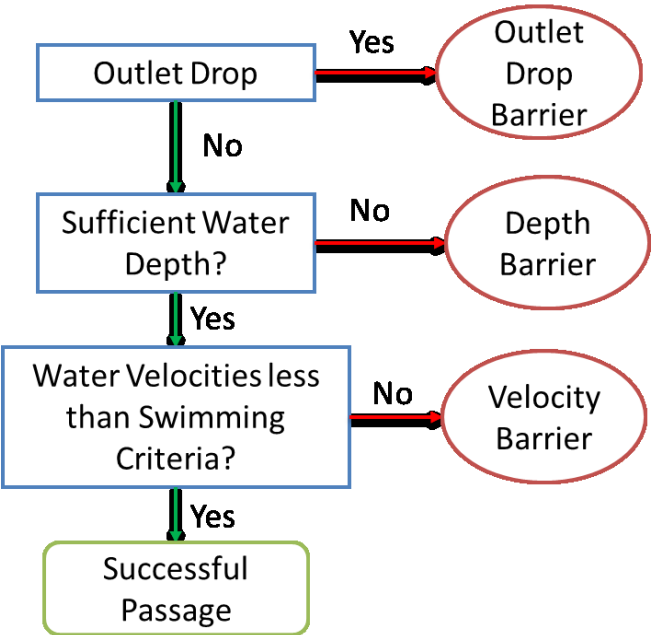 Outlet Drop
Yes
Outlet
Drop
Barrier
No
Sufficient Water
Depth?
No
Depth
Barrier
Yes
Water Velocities less
than Swimming
Criteria?
No
Velocity
Barrier
Yes
Successful
Passage